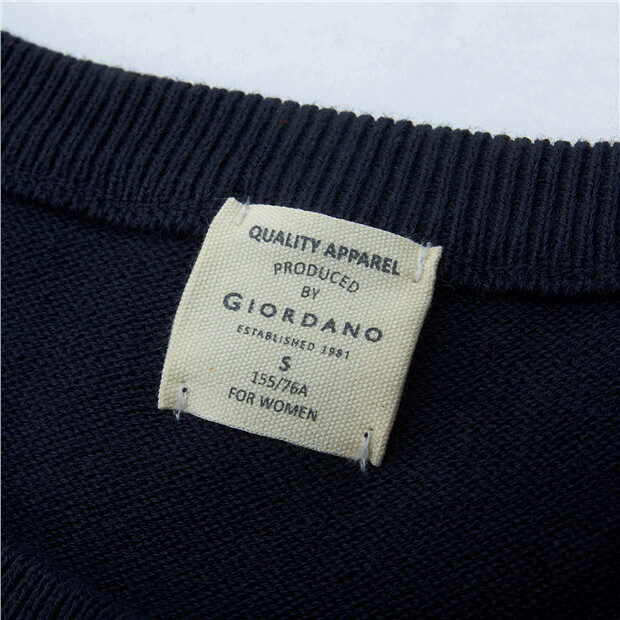 QUALITY APPAREL
PRODUCED
BY
GIORDANO
ESTABLISHED 1981
S
155/76A
FOR WOMEN